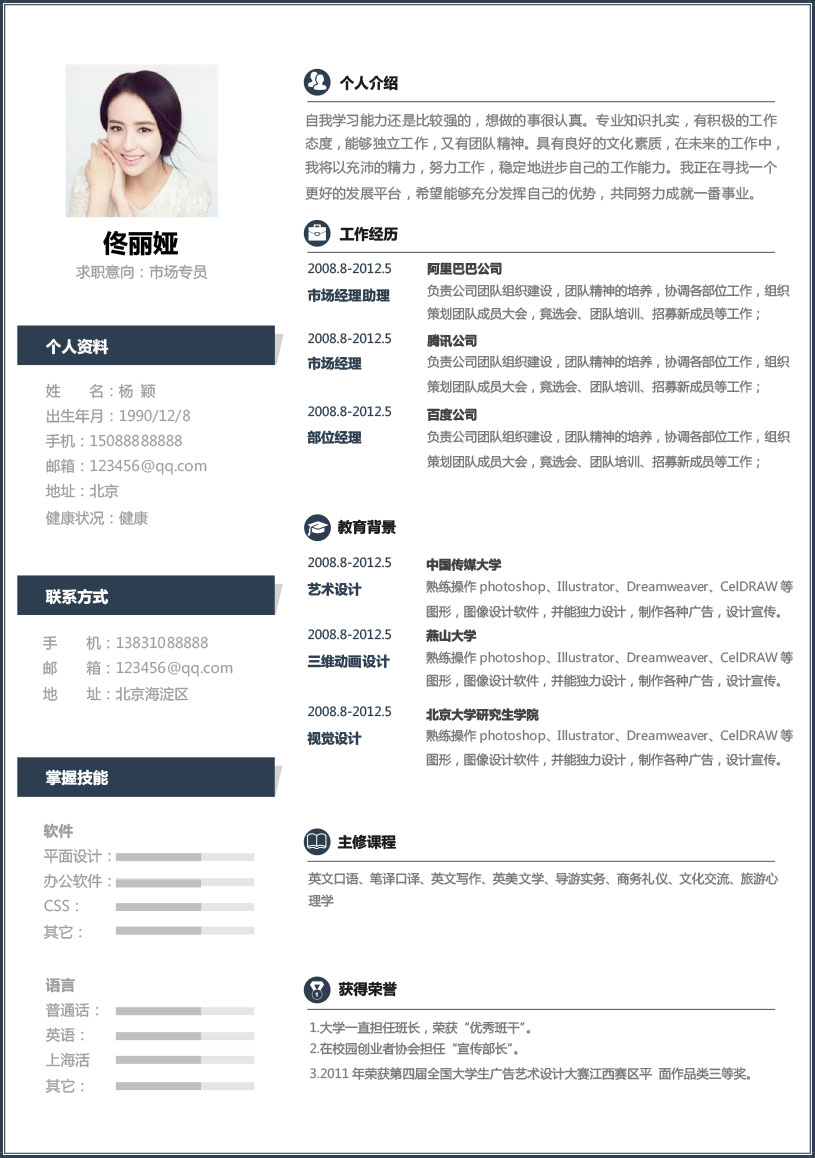 佟丽娅
求职意向：市场专员
个人资料
姓　　名：杨 颖
出生年月：1990/12/8
手机：15088888888
邮箱：123456@qq.com
地址：北京
健康状况：健康
联系方式
手　　机：13831088888
邮　　箱：123456@qq.com
地　　址：北京海淀区
掌握技能
软件
平面设计：
办公软件：
CSS：
其它：
语言
普通话：
英语：
上海活
其它：
个人介绍
自我学习能力还是比较强的，想做的事很认真。专业知识扎实，有积极的工作
态度，能够独立工作，又有团队精神。具有良好的文化素质，在未来的工作中，
我将以充沛的精力，努力工作，稳定地进步自己的工作能力。我正在寻找一个
更好的发展平台，希望能够充分发挥自己的优势，共同努力成就一番事业。
工作经历
2008.8-2012.5 阿里巴巴公司
市场经理助理 负责公司团队组织建设，团队精神的培养，协调各部位工作，组织
策划团队成员大会，竟选会、团队培训、招募新成员等工作；
2008.8-2012.5 腾讯公司
市场经理 负责公司团队组织建设，团队精神的培养，协调各部位工作，组织
策划团队成员大会，竟选会、团队培训、招募新成员等工作；
2008.8-2012.5 百度公司
部位经理 负责公司团队组织建设，团队精神的培养，协调各部位工作，组织
策划团队成员大会，竟选会、团队培训、招募新成员等工作；
教育背景
2008.8-2012.5 中国传媒大学
艺术设计 熟练操作 photoshop、Illustrator、Dreamweaver、CelDRAW 等
图形，图像设计软件，并能独力设计，制作各种广告，设计宣传。
2008.8-2012.5 燕山大学
三维动画设计 熟练操作 photoshop、Illustrator、Dreamweaver、CelDRAW 等
图形，图像设计软件，并能独力设计，制作各种广告，设计宣传。
2008.8-2012.5 北京大学研究生学院
视觉设计 熟练操作 photoshop、Illustrator、Dreamweaver、CelDRAW 等
图形，图像设计软件，并能独力设计，制作各种广告，设计宣传。
主修课程
英文口语、笔译口译、英文写作、英美文学、导游实务、商务礼仪、文化交流、旅游心
理学
获得荣誉
1.大学一直担任班长，荣获“优秀班干”。
2.在校园创业者协会担任“宣传部长”。
3.2011 年荣获第四届全国大学生广告艺术设计大赛江西赛区平 面作品类三等奖。